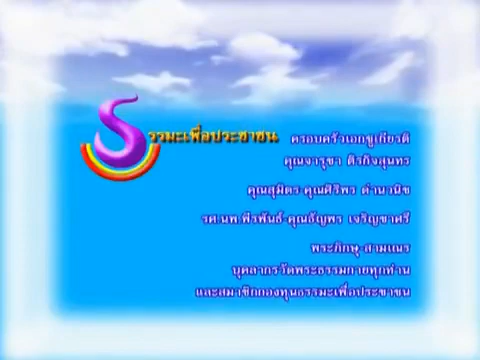 ธรรมะเพื่อประชาชน ครอบครัวเอกชูเกียรติ
คุณจารุชา ติรกิจสุนทร
คุณสุมิตร-คุณศิริพร ด่านวนิช
รศ.นพ.พีรพันธ์-คุณธัญพร เจริญชาศรี
พระภิกษุ-สามเณร
บุคลากรวัดพระธรรมกายทุกท่าน
และสมาชิกกองทุนธรรมะเพื่อประชาชน